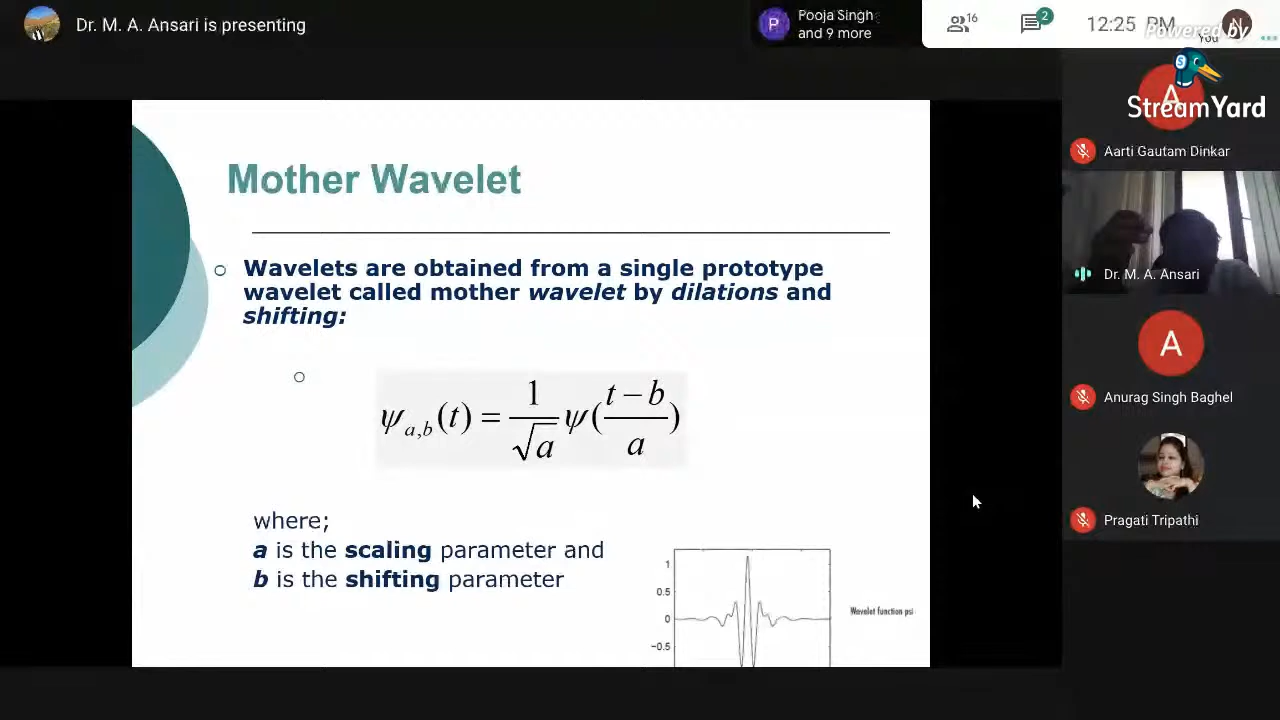 Dr. M. A. Ansari is presenting
P
Pooja Singh
and 9 more
16
2
12:25 PM
N
You
Powered by
S
StreamYard
A
Aarti Gautam Dinkar
Dr. M. A. Ansari
A
Anurag Singh Baghel
Pragati Tripathi
Mother Wavelet
Wavelets are obtained from a single prototype
wavelet called mother wavelet by dilations and
shifting:
ψa,b(t) = 1/√a ψ((t − b)/a)
where;
a is the scaling parameter and
b is the shifting parameter
1
0.5
0
−0.5
Wavelet function psi